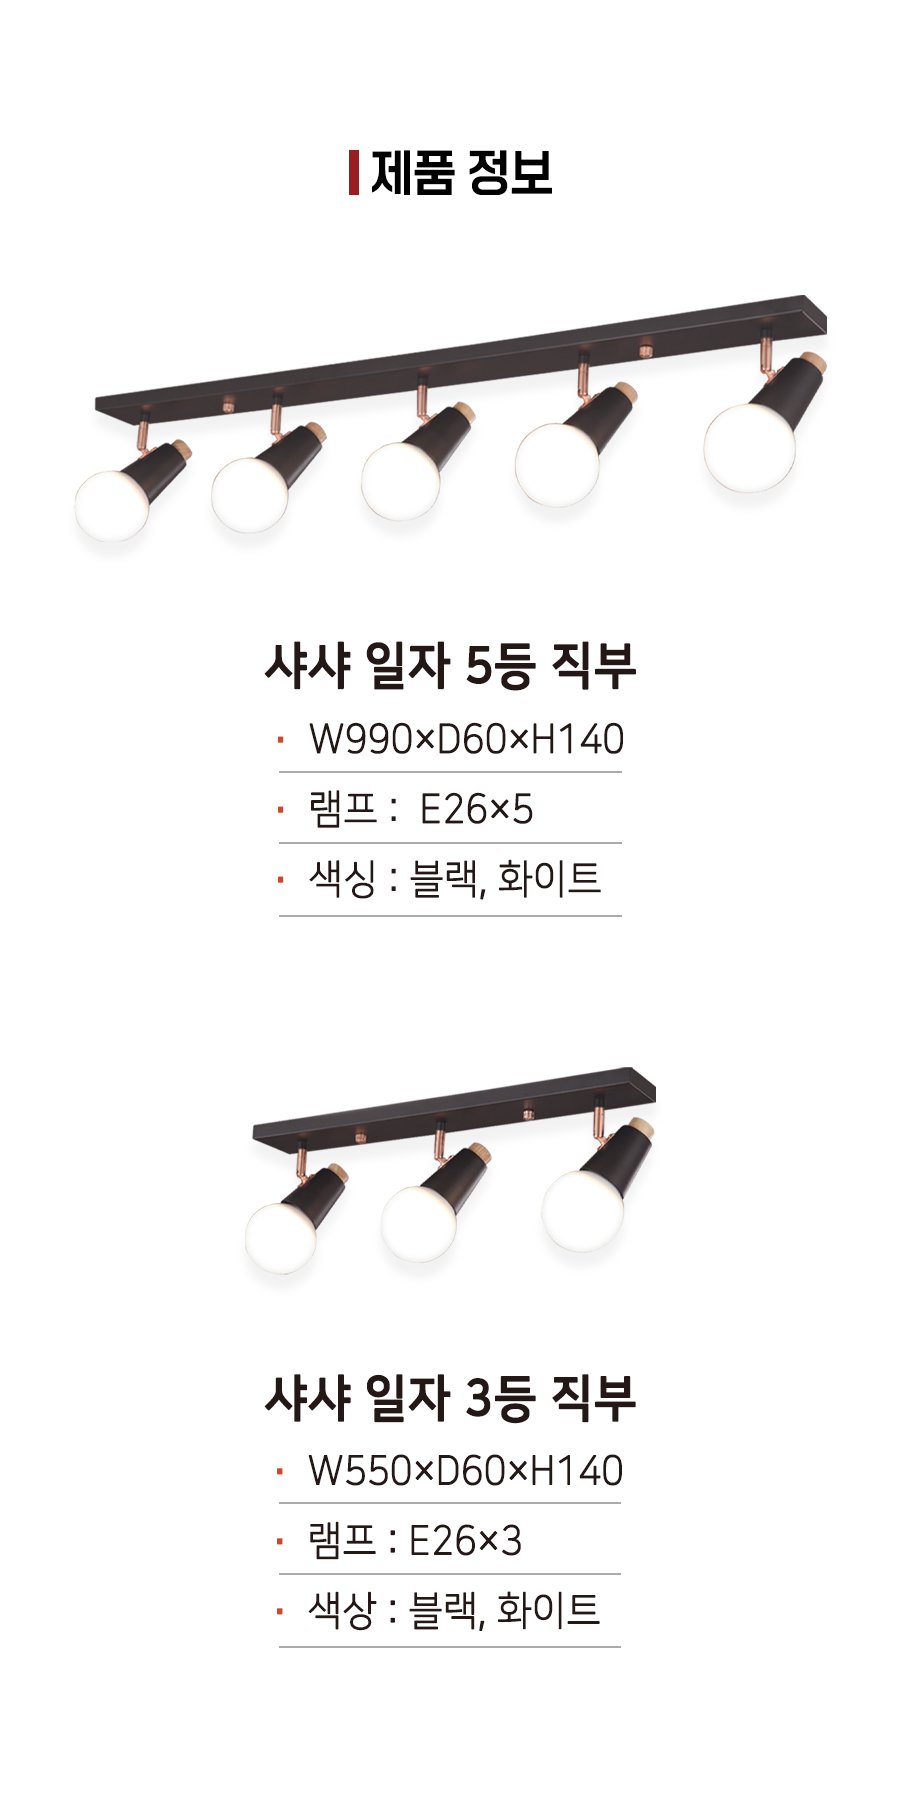 제품 정보
샤샤 일자 5등 직부
· W990×D60×H140
· 램프 : E26×5
· 색싱 : 블랙, 화이트
샤샤 일자 3등 직부
· W550×D60×H140
· 램프 : E26×3
· 색상 : 블랙, 화이트